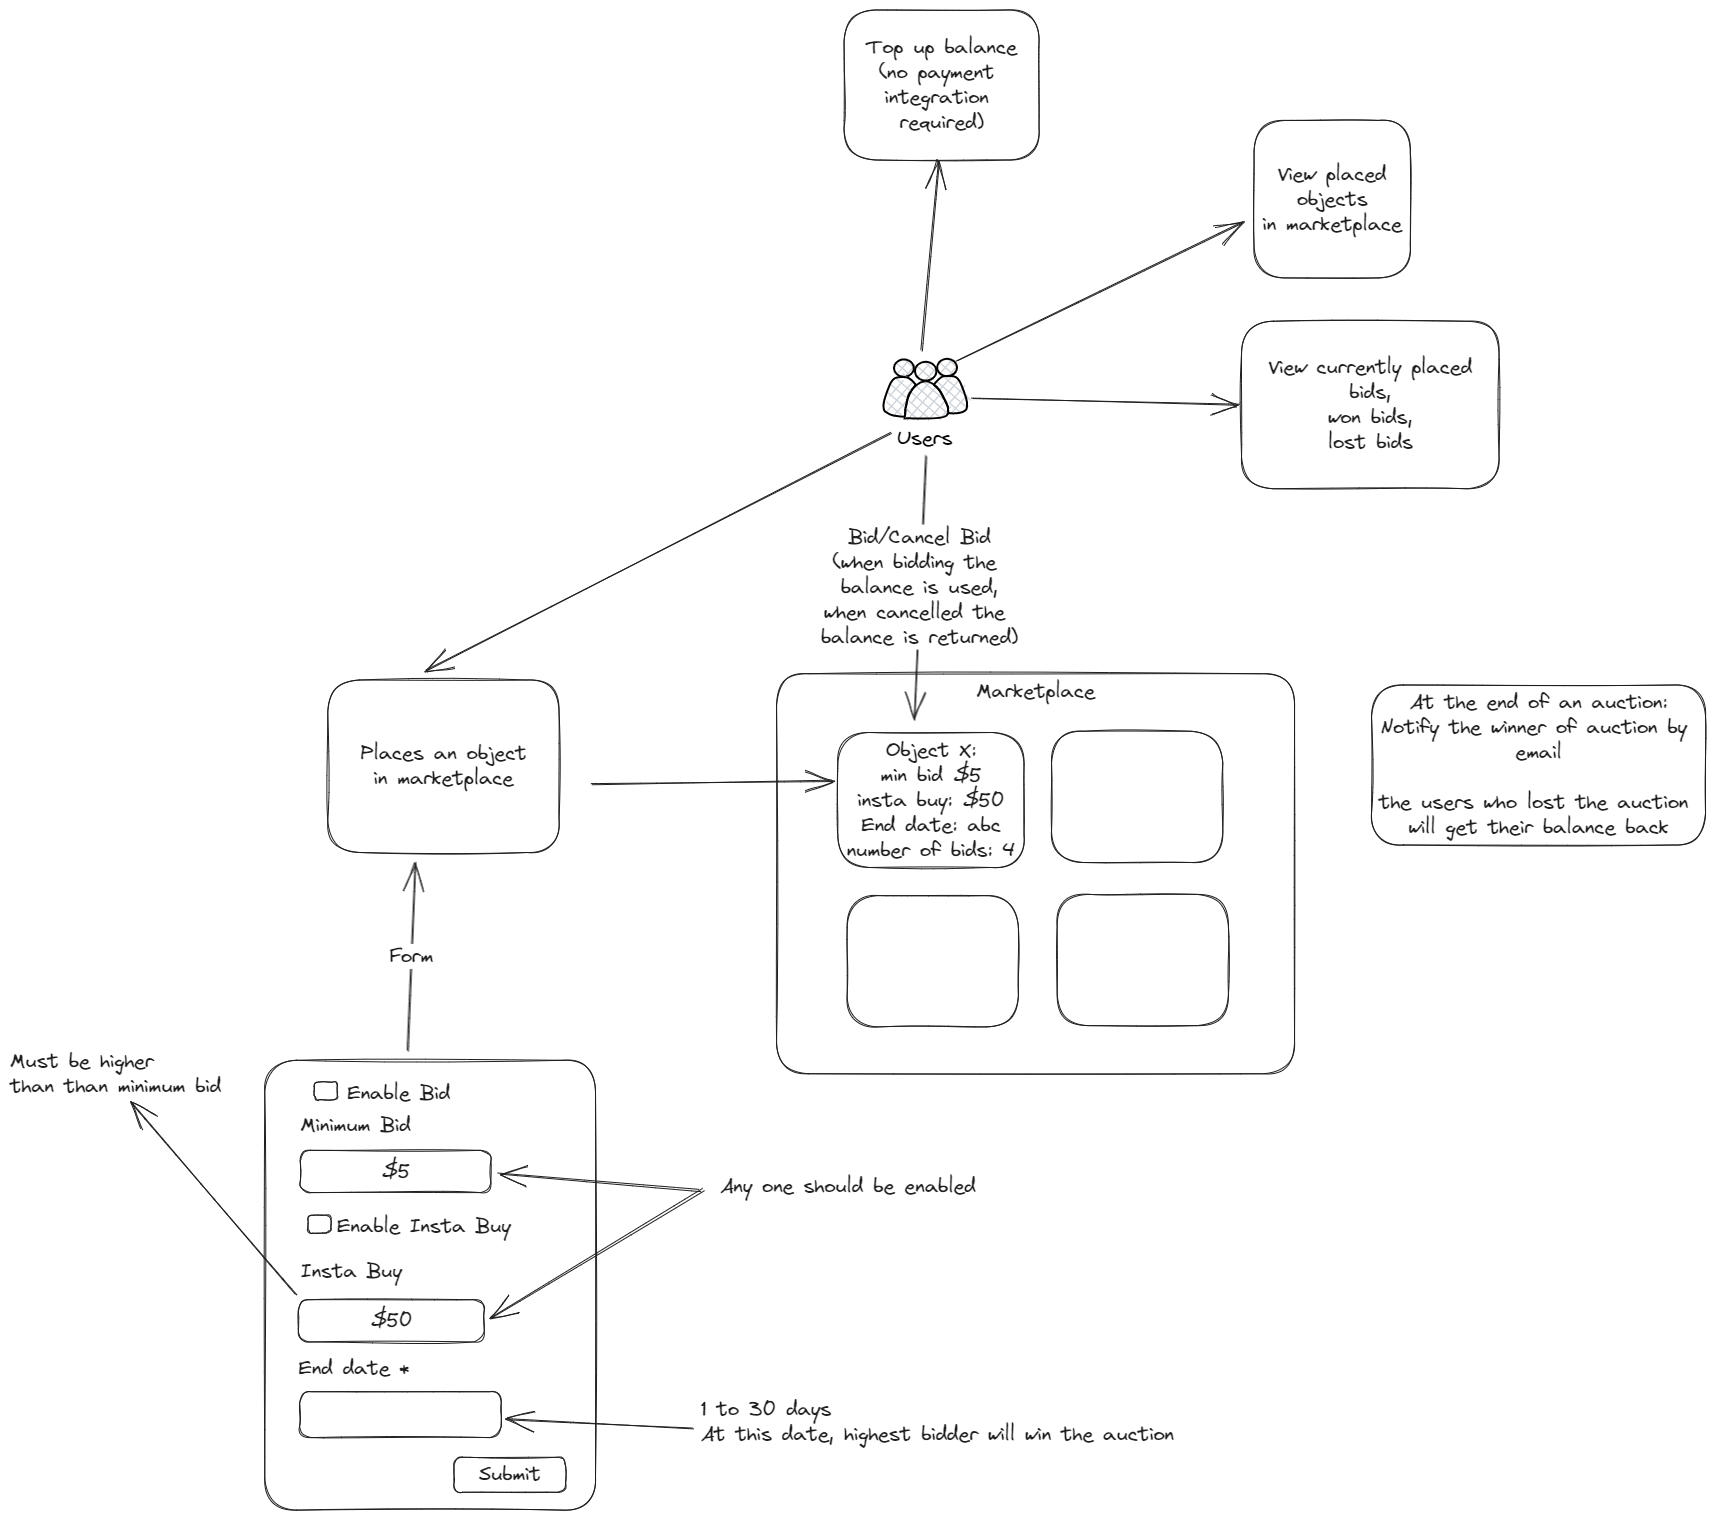 Top up balance
(no payment
integration
required)
View placed
objects
in marketplace
View currently placed
bids,
won bids,
lost bids
Users
Bid/Cancel Bid
(when bidding the
balance is used,
when cancelled the
balance is returned)
Places an object
in marketplace
Marketplace
Object x:
min bid $5
insta buy: $50
End date: abc
number of bids: 4
At the end of an auction:
Notify the winner of auction by
email
the users who lost the auction
will get their balance back
Form
Must be higher
than than minimum bid
Enable Bid
Minimum Bid
$5
Enable Insta Buy
Insta Buy
$50
End date *
Submit
Any one should be enabled
1 to 30 days
At this date, highest bidder will win the auction